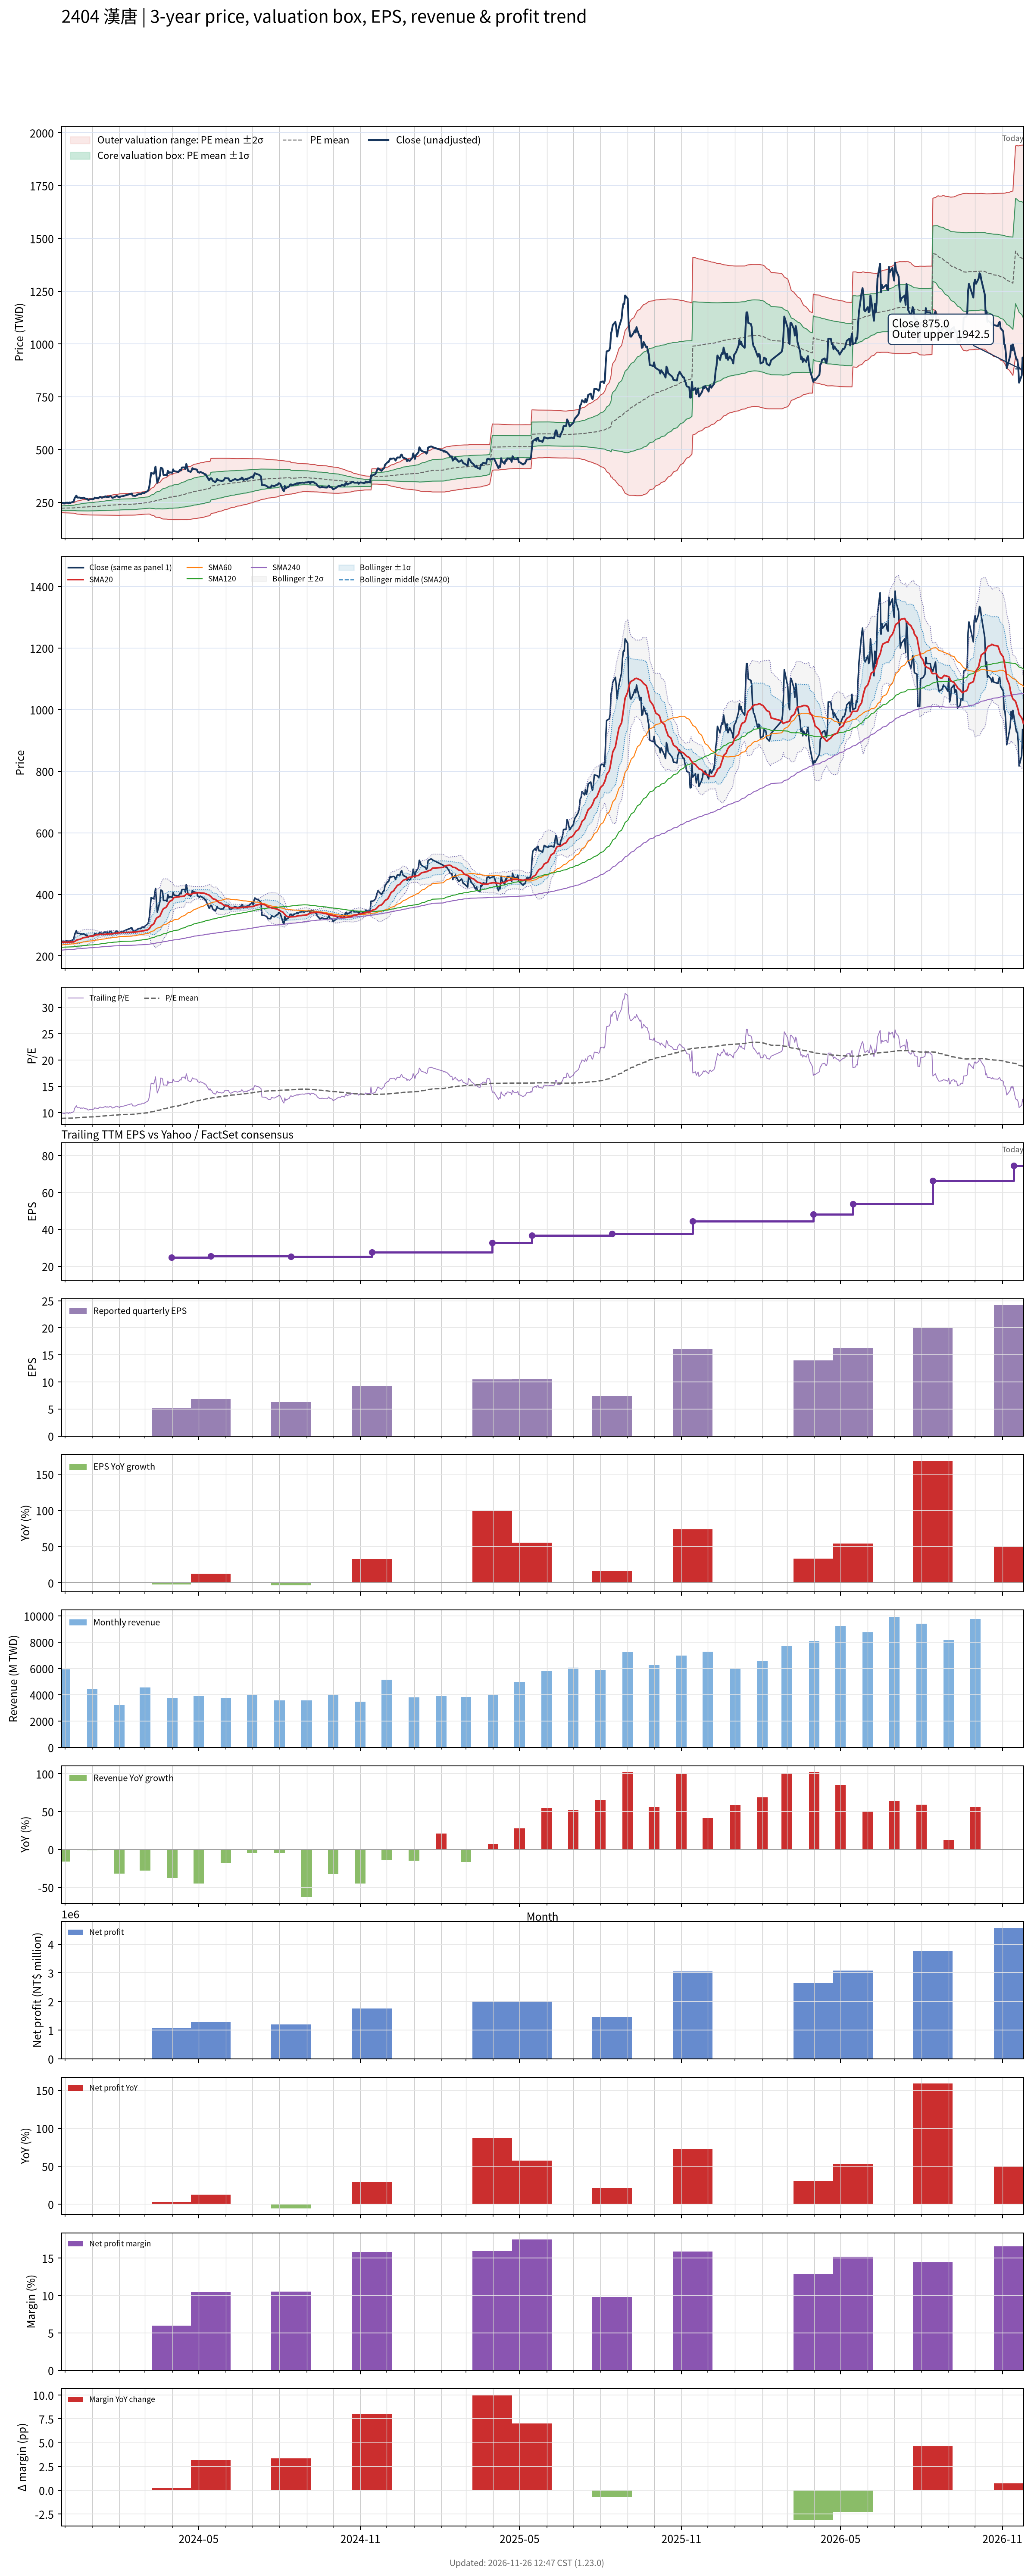 2404 漢唐 | 3-year price, valuation box, EPS, revenue & profit trend
Outer valuation range: PE mean ±2σ
PE mean
Close (unadjusted)
Core valuation box: PE mean ±1σ
Today
2000
1750
1500
1250
1000
750
500
250
Price (TWD)
Close 875.0
Outer upper 1942.5
Close (same as panel 1)
SMA60
SMA240
Bollinger ±1σ
SMA20
SMA120
Bollinger ±2σ
Bollinger middle (SMA20)
1400
1200
1000
800
600
400
200
Price
Trailing P/E
P/E mean
30
25
20
15
10
P/E
Trailing TTM EPS vs Yahoo / FactSet consensus
Today
80
60
40
20
EPS
Reported quarterly EPS
25
20
15
10
5
0
EPS
EPS YoY growth
150
100
50
0
YoY (%)
Monthly revenue
10000
8000
6000
4000
2000
0
Revenue (M TWD)
Revenue YoY growth
100
50
0
-50
YoY (%)
Month
1e6
Net profit
4
3
2
1
0
Net profit (NT$ million)
Net profit YoY
150
100
50
0
YoY (%)
Net profit margin
15
10
5
0
Margin (%)
Margin YoY change
10.0
7.5
5.0
2.5
0.0
-2.5
Δ margin (pp)
2024-05
2024-11
2025-05
2025-11
2026-05
2026-11
Updated: 2026-11-26 12:47 CST (1.23.0)